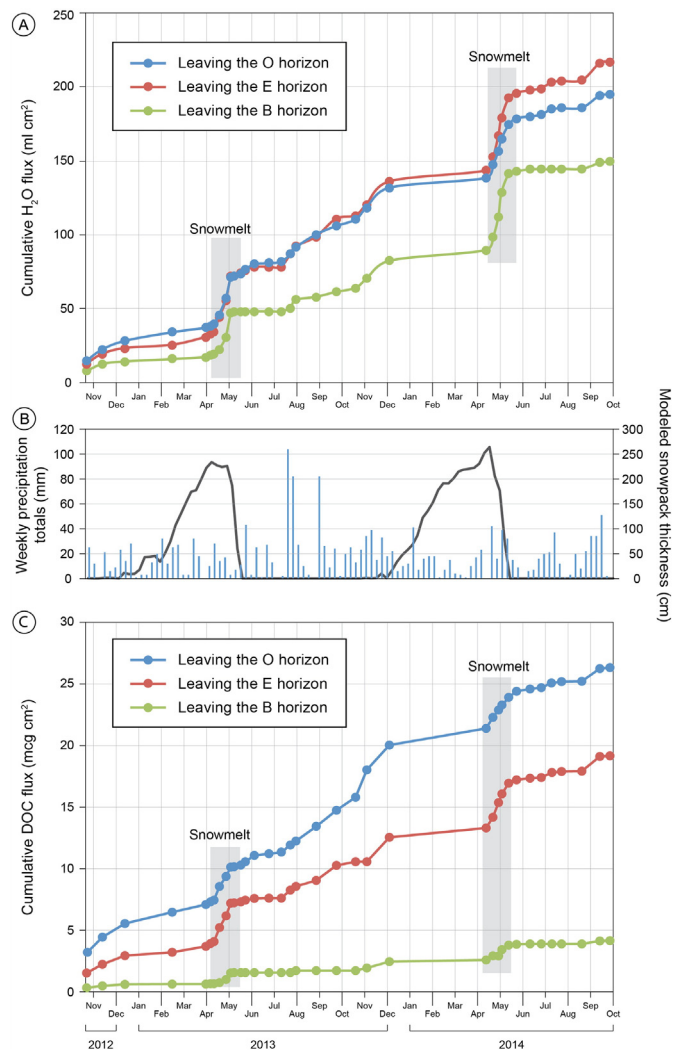 A
Cumulative H2O flux (ml cm2)
250
200
150
100
50
0
Leaving the O horizon
Leaving the E horizon
Leaving the B horizon
Snowmelt
Snowmelt
Nov Dec Jan Feb Mar Apr May Jun Jul Aug Sep Oct Nov Dec Jan Feb Mar Apr May Jun Jul Aug Sep Oct
B
Weekly precipitation
totals (mm)
120
100
80
60
40
20
0
300
250
200
150
100
50
0
Modeled snowpack thickness (cm)
C
Cumulative DOC flux (mcg cm2)
30
25
20
15
10
5
0
Leaving the O horizon
Leaving the E horizon
Leaving the B horizon
Snowmelt
Snowmelt
Nov Dec Jan Feb Mar Apr May Jun Jul Aug Sep Oct Nov Dec Jan Feb Mar Apr May Jun Jul Aug Sep Oct
2012 2013 2014